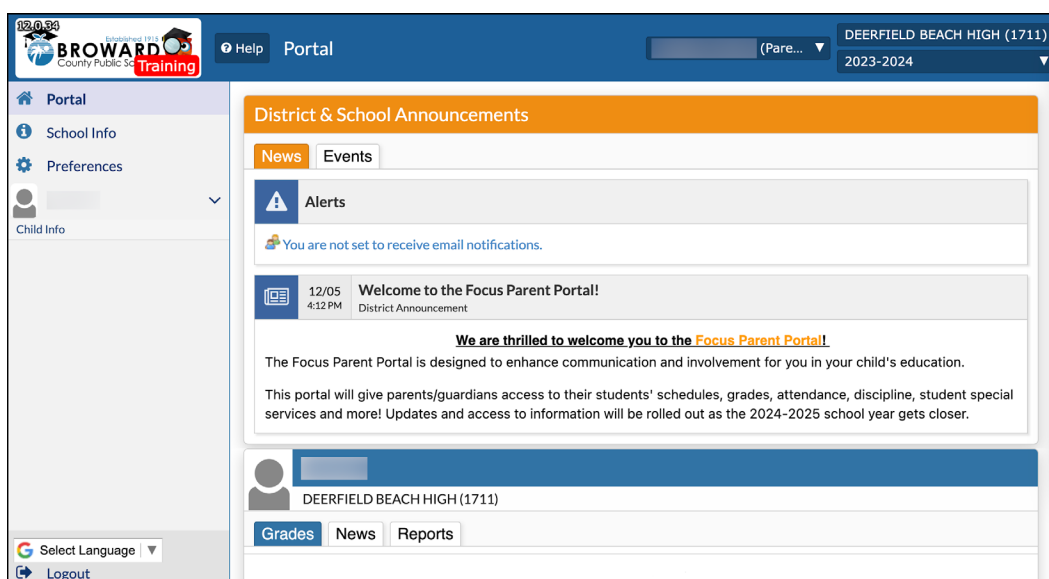 12.0.34
Established 1915
BROWARD
County Public Sc
Training
Help
Portal
(Pare... ▼
DEERFIELD BEACH HIGH (1711)
2023-2024
Portal
School Info
Preferences
Child Info
District & School Announcements
News Events
Alerts
You are not set to receive email notifications.
12/05
4:12 PM
Welcome to the Focus Parent Portal!
District Announcement
We are thrilled to welcome you to the Focus Parent Portal!
The Focus Parent Portal is designed to enhance communication and involvement for you in your child's education.
This portal will give parents/guardians access to their students' schedules, grades, attendance, discipline, student special
services and more! Updates and access to information will be rolled out as the 2024-2025 school year gets closer.
DEERFIELD BEACH HIGH (1711)
Grades News Reports
G Select Language ▼
Logout